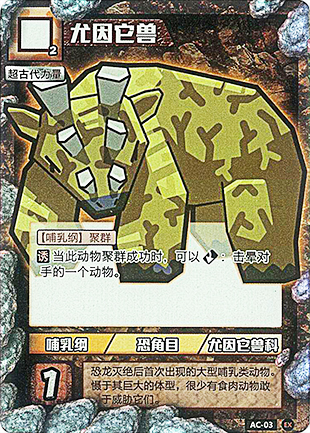 2
尤因它兽
超古代力量
【哺乳纲】聚群
诱 当此动物聚群成功时,可以 : 击晕对
手的一个动物。
哺乳纲 / 恐角目 / 尤因它兽科
1
恐龙灭绝后首次出现的大型哺乳类动物。
慑于其巨大的体型,很少有食肉动物敢
于威胁它们。
AC-03 EX